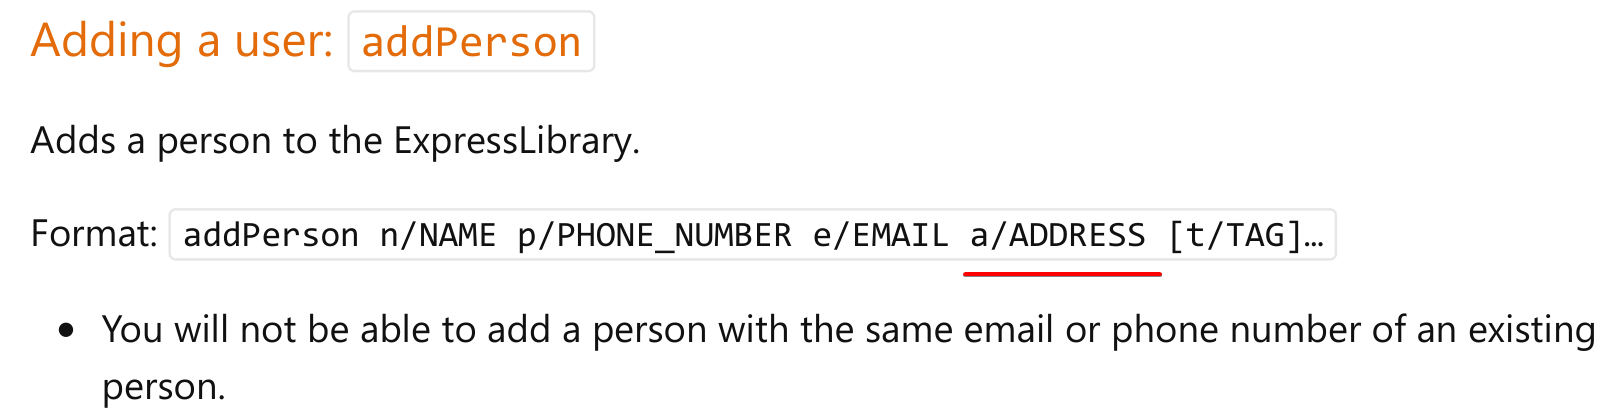 Adding a user: addPerson
Adds a person to the ExpressLibrary.
Format: addPerson n/NAME p/PHONE_NUMBER e/EMAIL a/ADDRESS [t/TAG]…
• You will not be able to add a person with the same email or phone number of an existing
person.